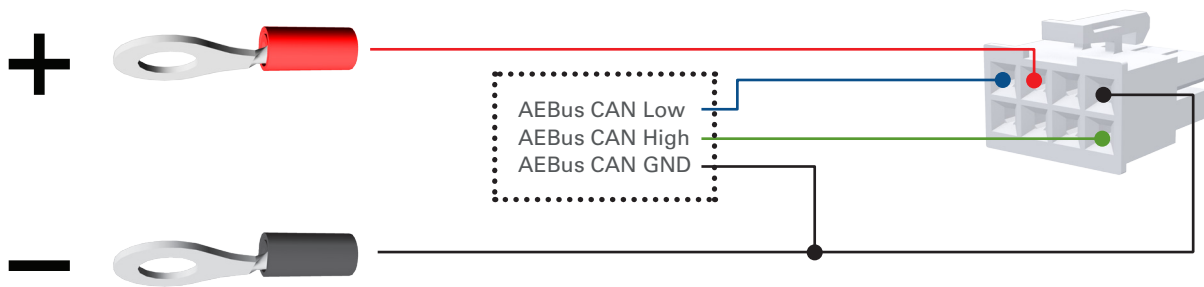 +
AEBus CAN Low
AEBus CAN High
AEBus CAN GND
−